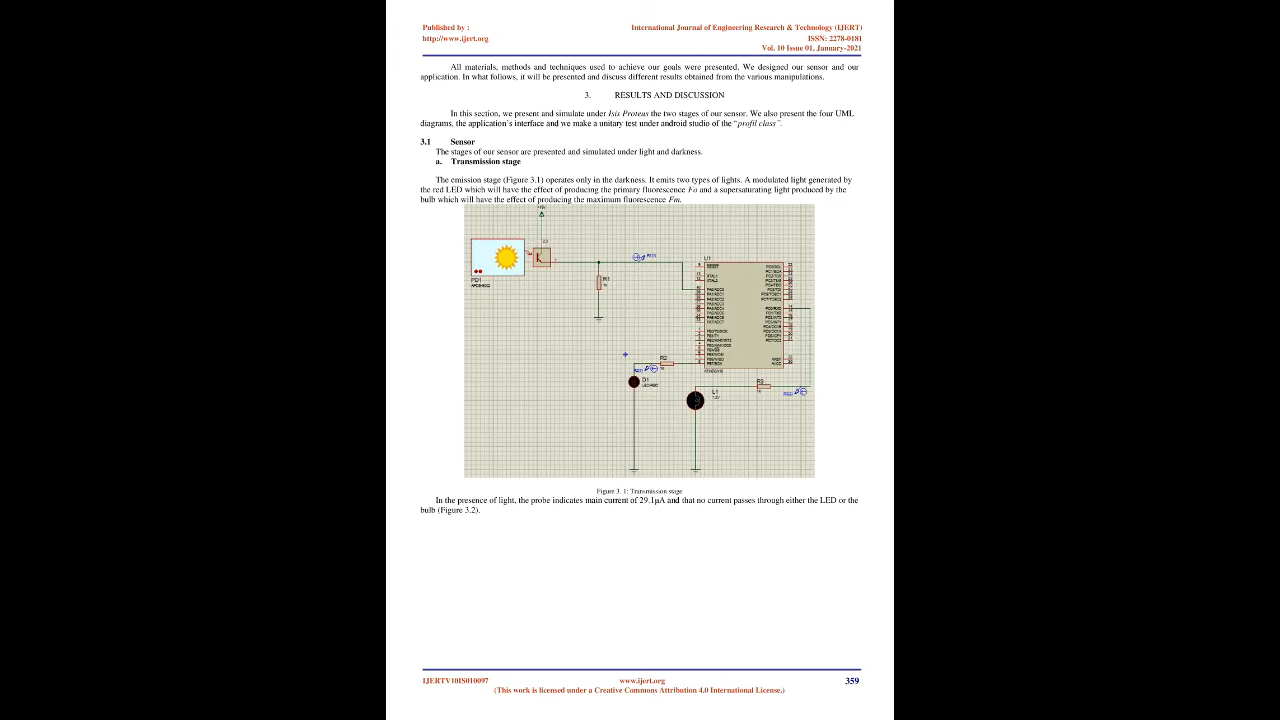 Published by :
http://www.ijert.org
International Journal of Engineering Research & Technology (IJERT)
ISSN: 2278-0181
Vol. 10 Issue 01, January-2021
All materials, methods and techniques used to achieve our goals were presented. We designed our sensor and our
application. In what follows, it will be presented and discuss different results obtained from the various manipulations.
3. RESULTS AND DISCUSSION
In this section, we present and simulate under Isis Proteus the two stages of our sensor. We also present the four UML
diagrams, the application's interface and we make a unitary test under android studio of the "profil class".
3.1 Sensor
The stages of our sensor are presented and simulated under light and darkness.
a. Transmission stage
The emission stage (Figure 3.1) operates only in the darkness. It emits two types of lights. A modulated light generated by
the red LED which will have the effect of producing the primary fluorescence Fo and a supersaturating light produced by the
bulb which will have the effect of producing the maximum fluorescence Fm.
U1
PD1
R1
R2
D1
LED-RED
L1
R3
Figure 3. 1: Transmission stage
In the presence of light, the probe indicates main current of 29.1µA and that no current passes through either the LED or the
bulb (Figure 3.2).
IJERTV10IS010097
www.ijert.org
359
(This work is licensed under a Creative Commons Attribution 4.0 International License.)